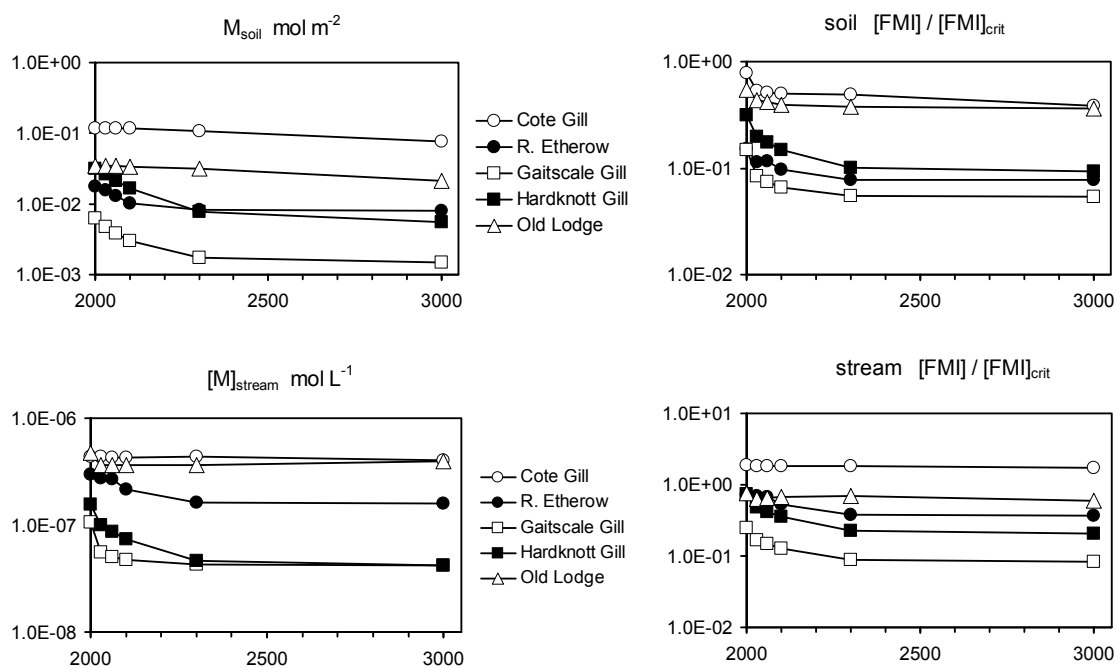 M_soil mol m^-2
1.0E+00
1.0E-01
1.0E-02
1.0E-03
2000 2500 3000
Cote Gill
R. Etherow
Gaitscale Gill
Hardknott Gill
Old Lodge
soil [FMI] / [FMI]_crit
1.0E+00
1.0E-01
1.0E-02
2000 2500 3000
[M]_stream mol L^-1
1.0E-06
1.0E-07
1.0E-08
2000 2500 3000
Cote Gill
R. Etherow
Gaitscale Gill
Hardknott Gill
Old Lodge
stream [FMI] / [FMI]_crit
1.0E+01
1.0E+00
1.0E-01
1.0E-02
2000 2500 3000